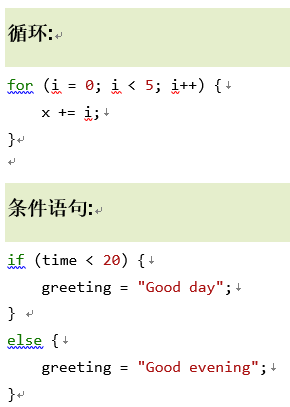 循环:
for (i = 0; i < 5; i++) {
    x += i;
}
条件语句:
if (time < 20) {
    greeting = "Good day";
}
else {
    greeting = "Good evening";
}